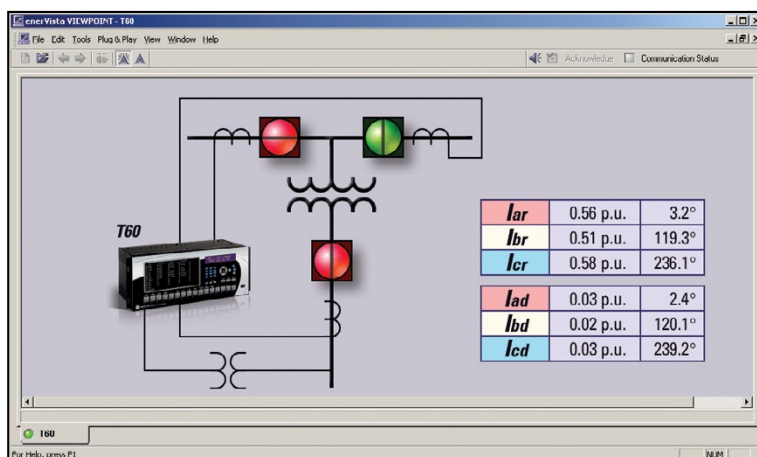 enerVista VIEWPOINT - T60
File Edit Tools Plug & Play View Window Help
Acknowledge Communication Status
T60
Iar 0.56 p.u. 3.2°
Ibr 0.51 p.u. 119.3°
Icr 0.58 p.u. 236.1°
Iad 0.03 p.u. 2.4°
Ibd 0.02 p.u. 120.1°
Icd 0.03 p.u. 239.2°
T60
For Help, press F1 NUM